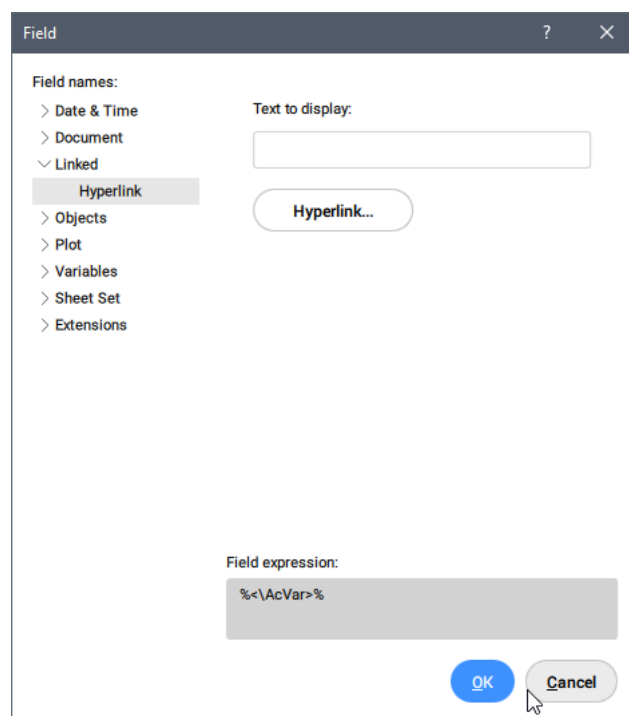 Field
Field names:
Date & Time
Document
Linked
Hyperlink
Objects
Plot
Variables
Sheet Set
Extensions
Text to display:
Hyperlink...
Field expression:
%<\AcVar>%
OK
Cancel